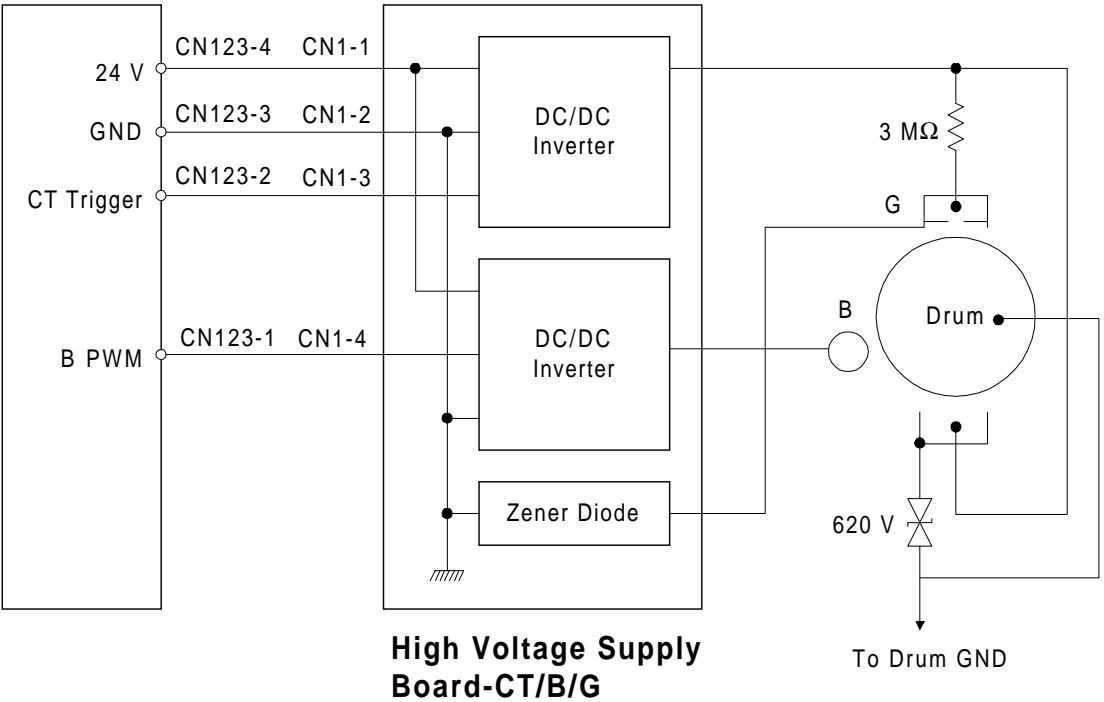 24 V
CN123-4 CN1-1
GND
CN123-3 CN1-2
CT Trigger
CN123-2 CN1-3
B PWM
CN123-1 CN1-4
DC/DC
Inverter
DC/DC
Inverter
Zener Diode
3 MΩ
G
B
Drum
620 V
To Drum GND
High Voltage Supply
Board-CT/B/G